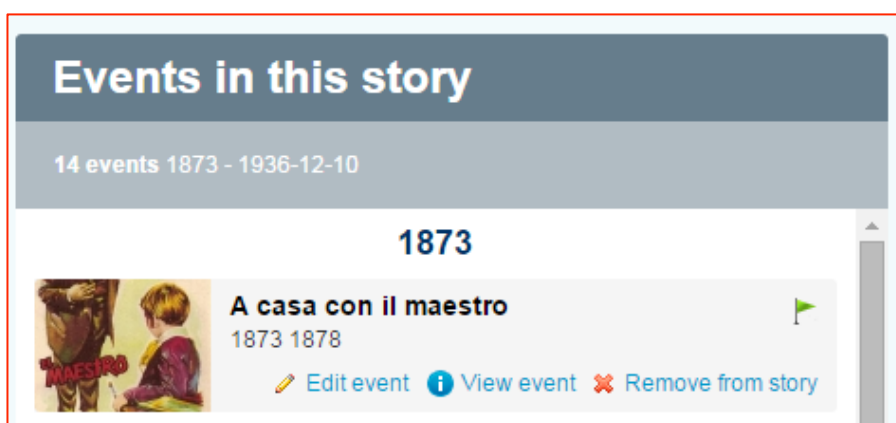 Events in this story
14 events 1873 - 1936-12-10
1873
A casa con il maestro
1873 1878
MAESTRO
Edit event View event Remove from story